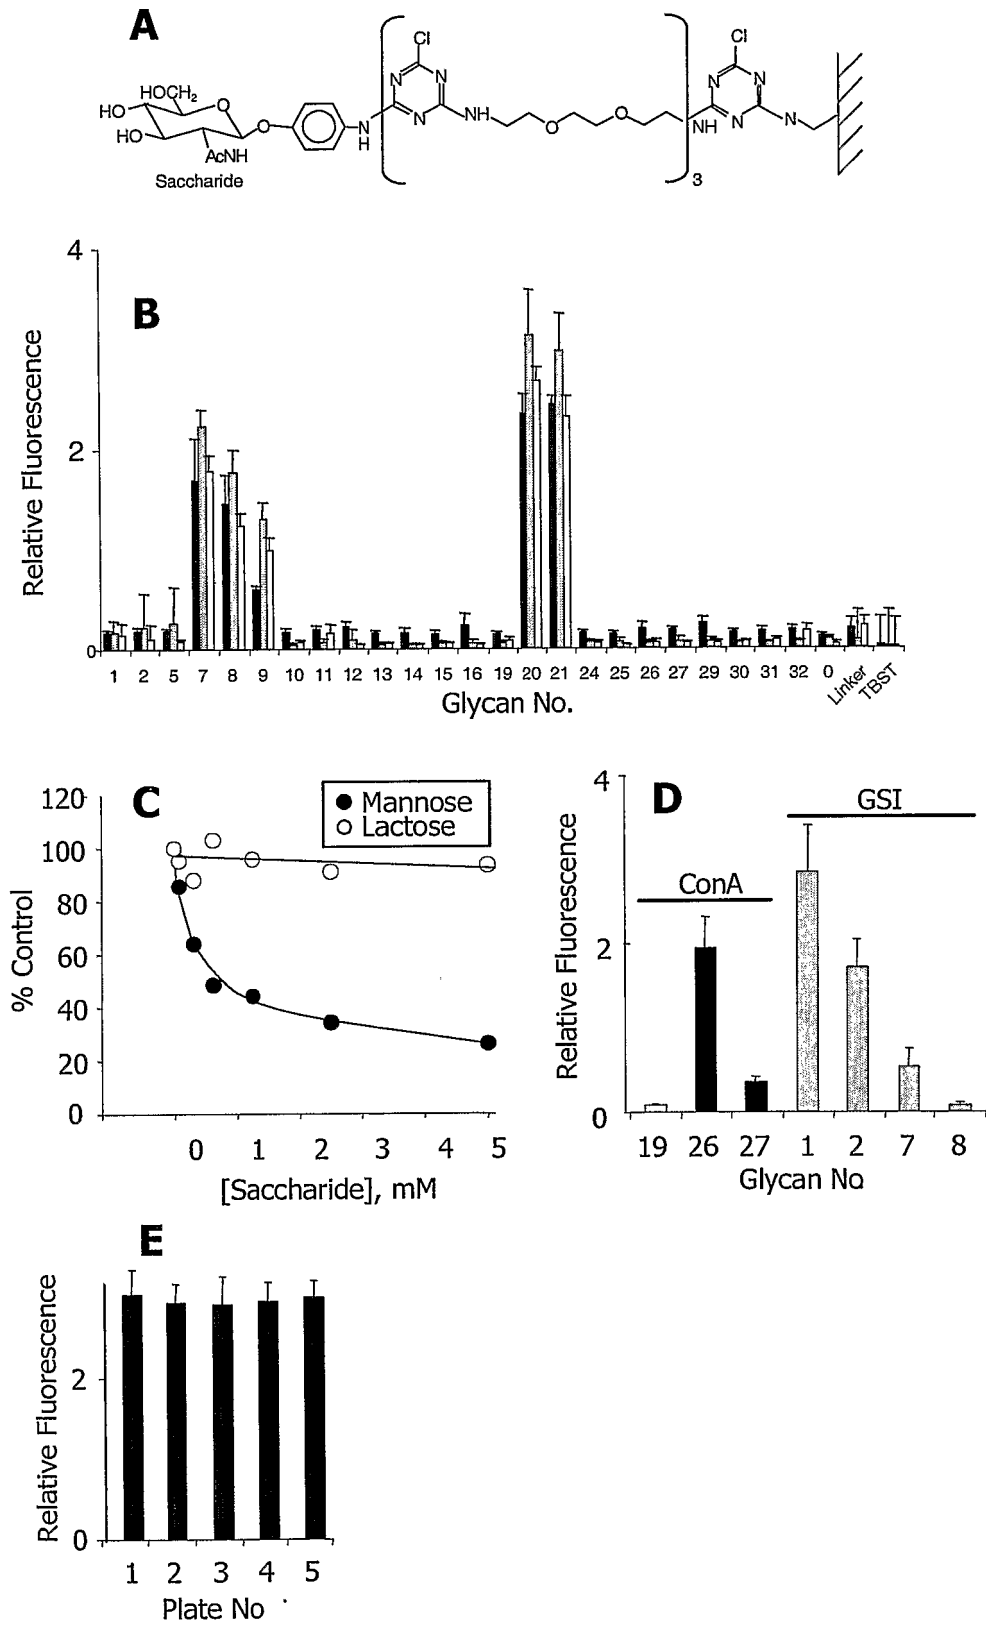 A
Cl
Cl
N N
N N
HOCH2
HO
O
O
N
NH
O
O
NH
N
N
HO
N
H
AcNH
Saccharide
3
4
B
2
0
Relative Fluorescence
1 2 5 7 8 9 10 11 12 13 14 15 16 19 20 21 24 25 26 27 29 30 31 32 0 Linker TBST
Glycan No.
C
Mannose
Lactose
120
100
80
60
40
20
0
% Control
0 1 2 3 4 5
[Saccharide], mM
D
GSI
ConA
4
2
0
Relative Fluorescence
19 26 27 1 2 7 8
Glycan No
E
2
0
Relative Fluorescence
1 2 3 4 5
Plate No